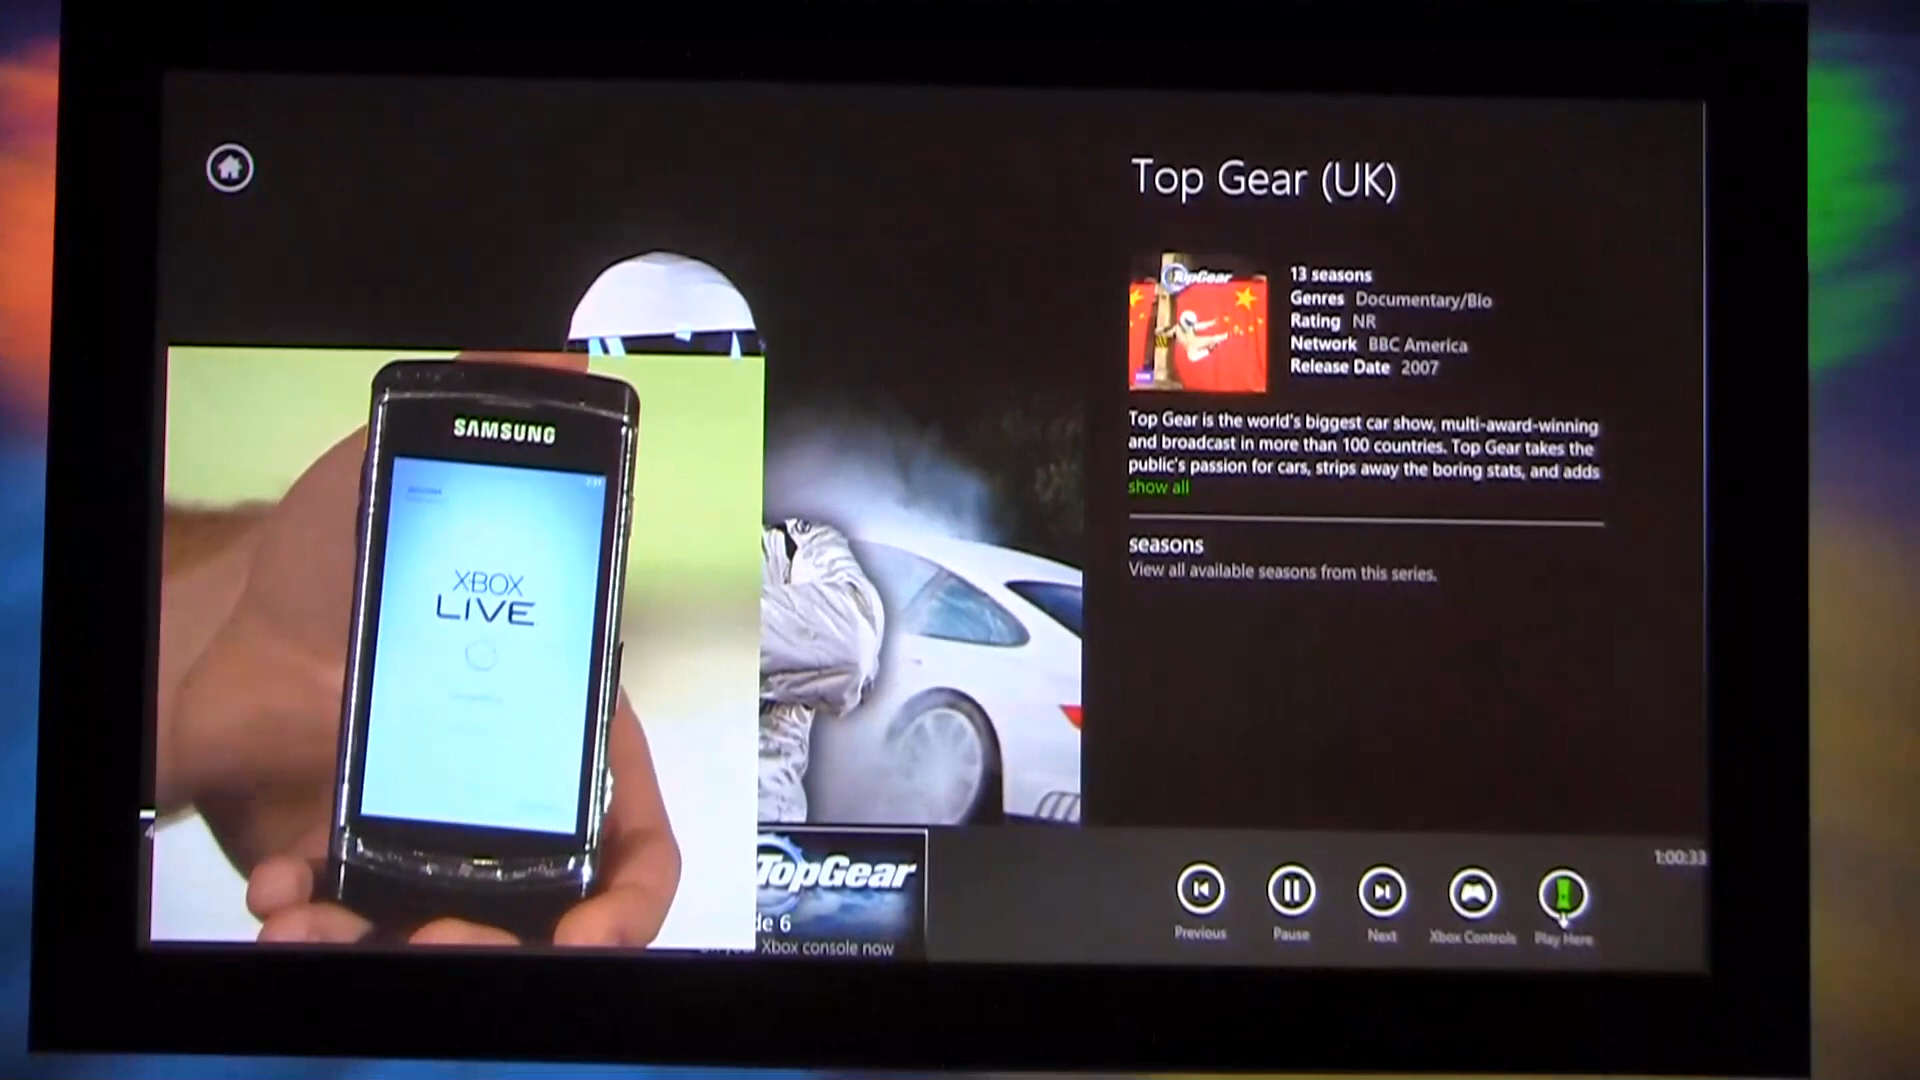 Top Gear (UK)
TopGear
13 seasons
Genres Documentary/Bio
Rating NR
Network BBC America
Release Date 2007
Top Gear is the world's biggest car show, multi-award-winning
and broadcast in more than 100 countries. Top Gear takes the
public's passion for cars, strips away the boring stats, and adds
show all
seasons
View all available seasons from this series.
SAMSUNG
XBOX
LIVE
4
TopGear
de 6
Xbox console now
1:00:33
Previous
Pause
Next
Xbox Controls
Play Here